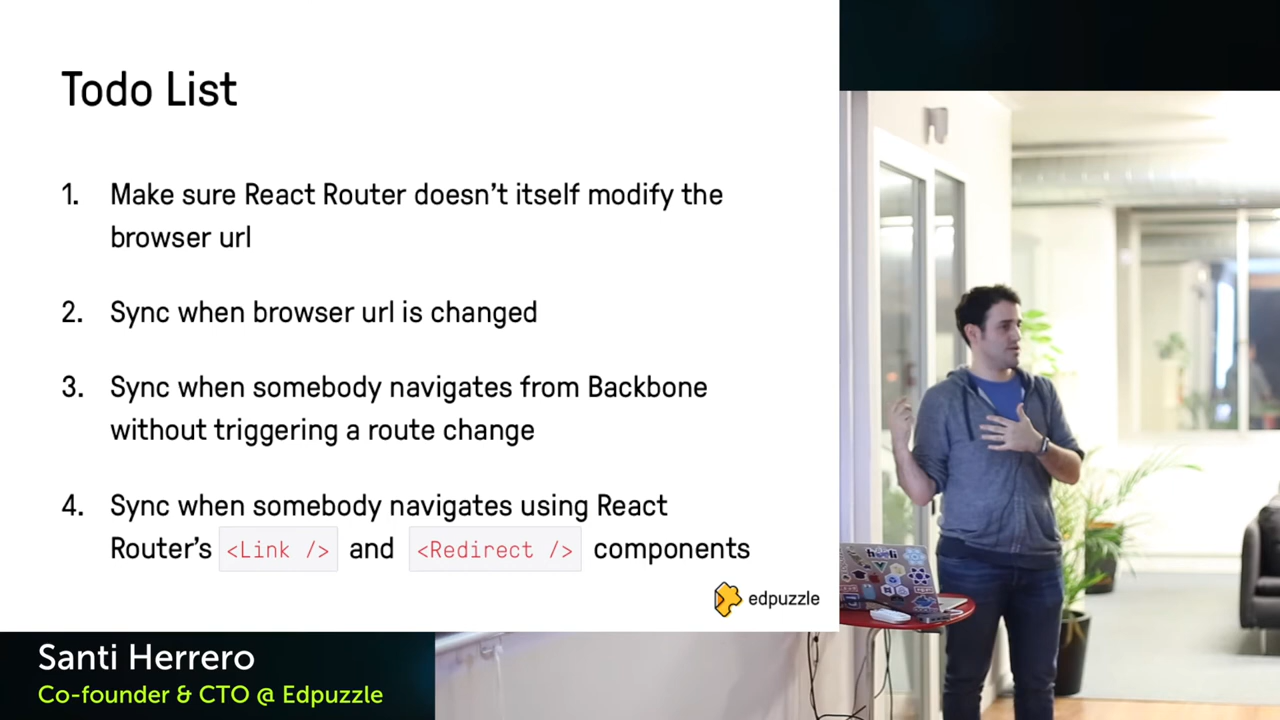 Todo List
1. Make sure React Router doesn't itself modify the
browser url
2. Sync when browser url is changed
3. Sync when somebody navigates from Backbone
without triggering a route change
4. Sync when somebody navigates using React
Router's <Link /> and <Redirect /> components
edpuzzle
Santi Herrero
Co-founder & CTO @ Edpuzzle